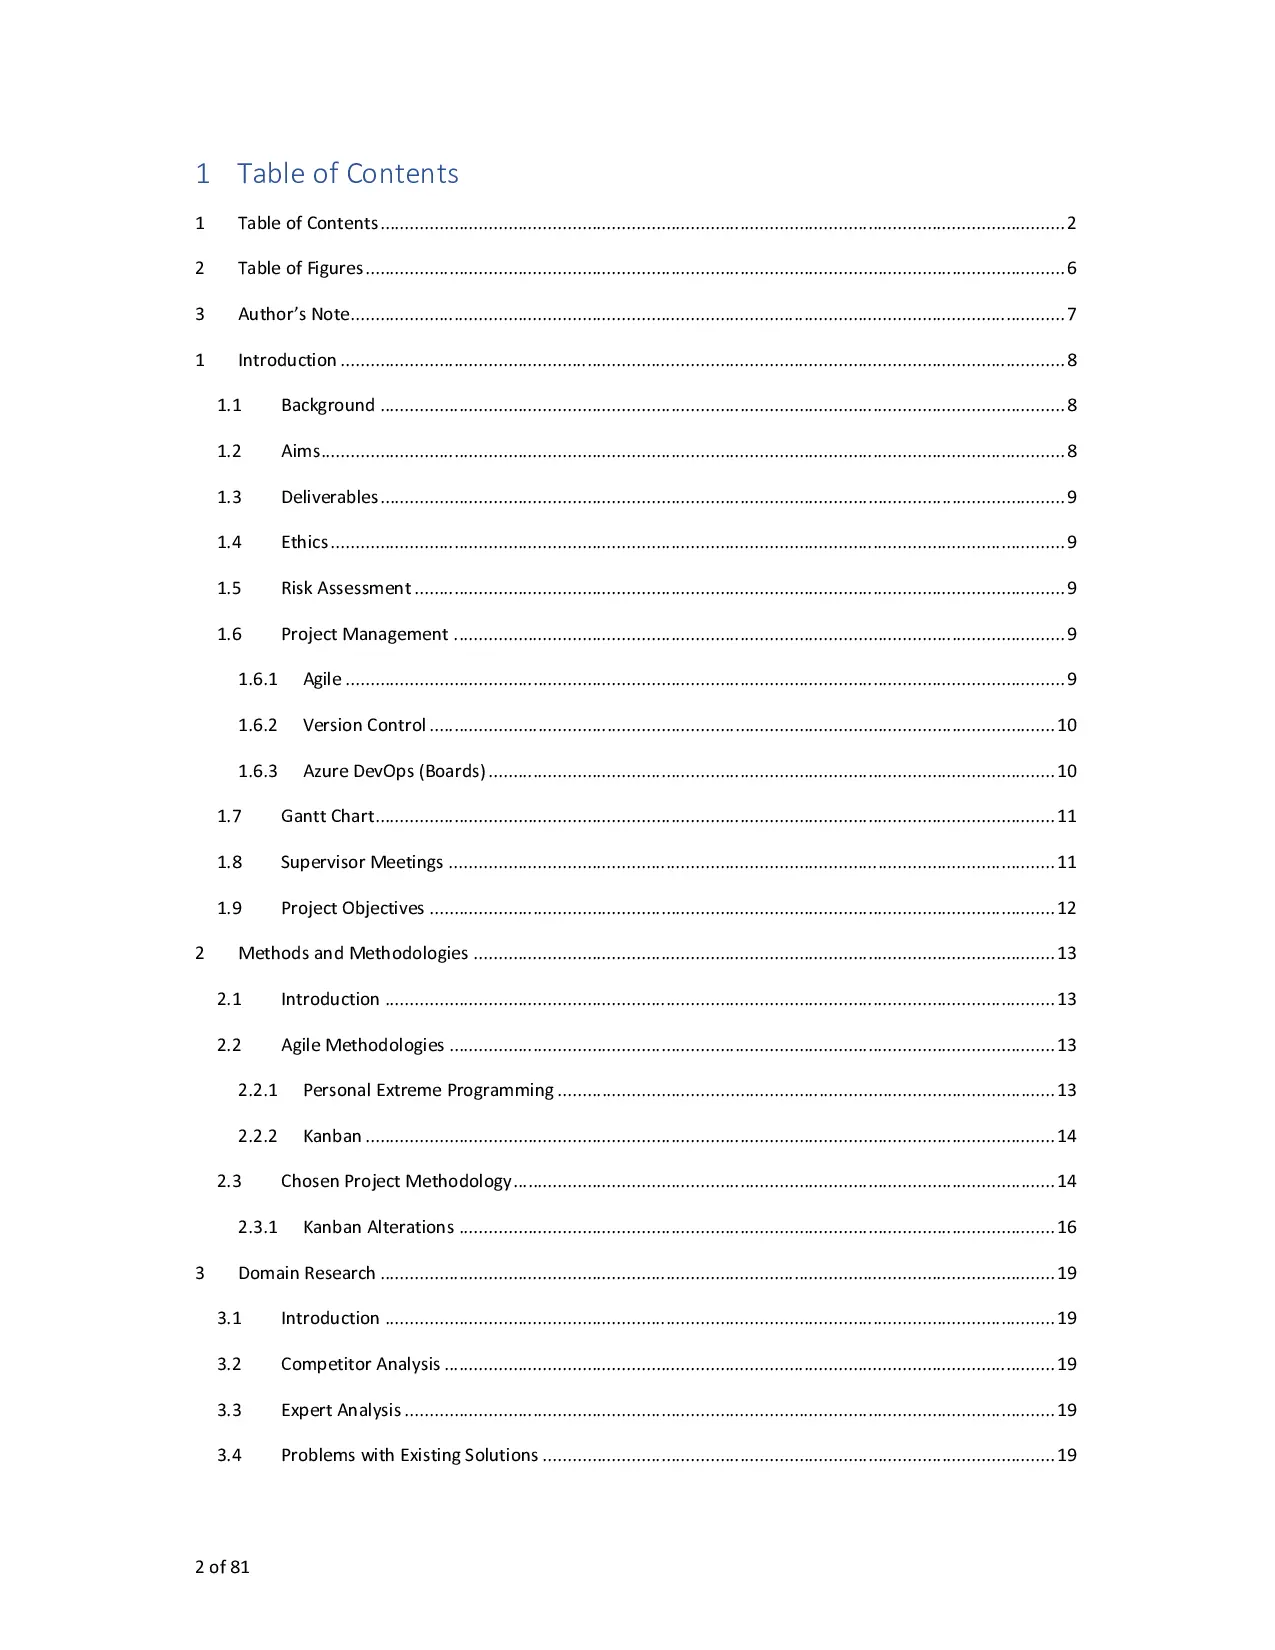 1 Table of Contents
1 Table of Contents 2
2 Table of Figures 6
3 Author’s Note 7
1 Introduction 8
1.1 Background 8
1.2 Aims 8
1.3 Deliverables 9
1.4 Ethics 9
1.5 Risk Assessment 9
1.6 Project Management 9
1.6.1 Agile 9
1.6.2 Version Control 10
1.6.3 Azure DevOps (Boards) 10
1.7 Gantt Chart 11
1.8 Supervisor Meetings 11
1.9 Project Objectives 12
2 Methods and Methodologies 13
2.1 Introduction 13
2.2 Agile Methodologies 13
2.2.1 Personal Extreme Programming 13
2.2.2 Kanban 14
2.3 Chosen Project Methodology 14
2.3.1 Kanban Alterations 16
3 Domain Research 19
3.1 Introduction 19
3.2 Competitor Analysis 19
3.3 Expert Analysis 19
3.4 Problems with Existing Solutions 19
2 of 81